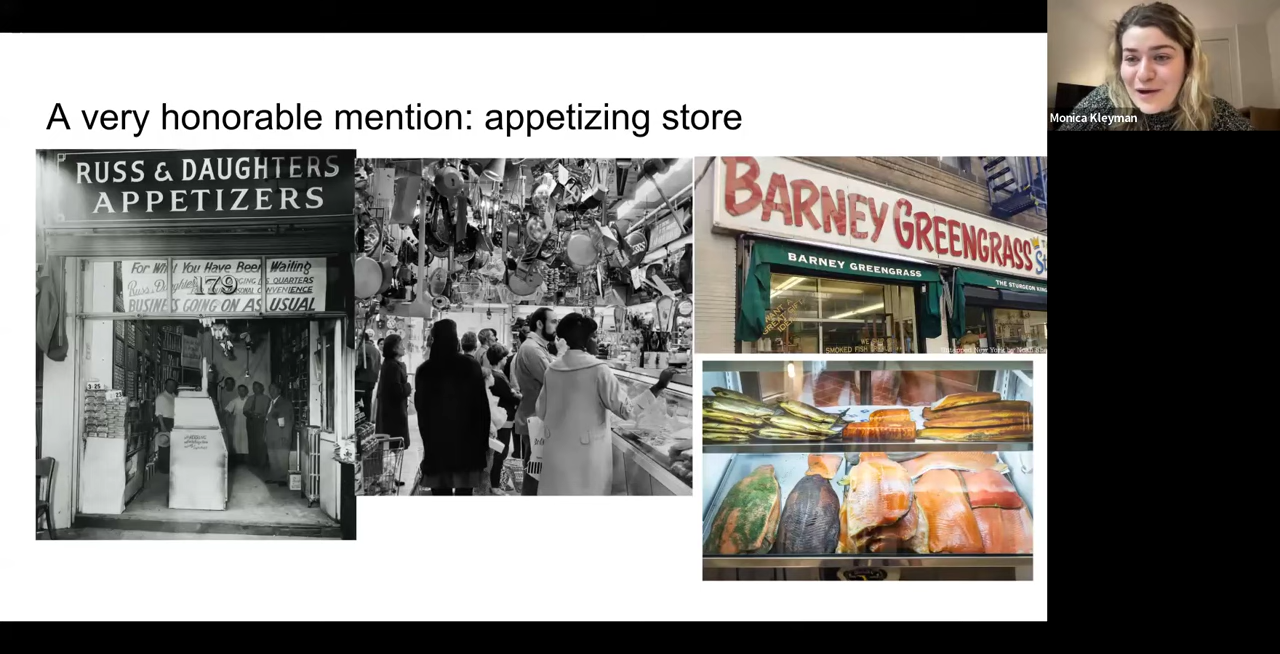 A very honorable mention: appetizing store
RUSS & DAUGHTERS
APPETIZERS
For What You Have Been Waiting
179
BUSINESS GOING ON AS USUAL
BARNEY GREENGRASS
BARNEY GREENGRASS
THE STURGEON KING
SMOKED FISH
Monica Kleyman